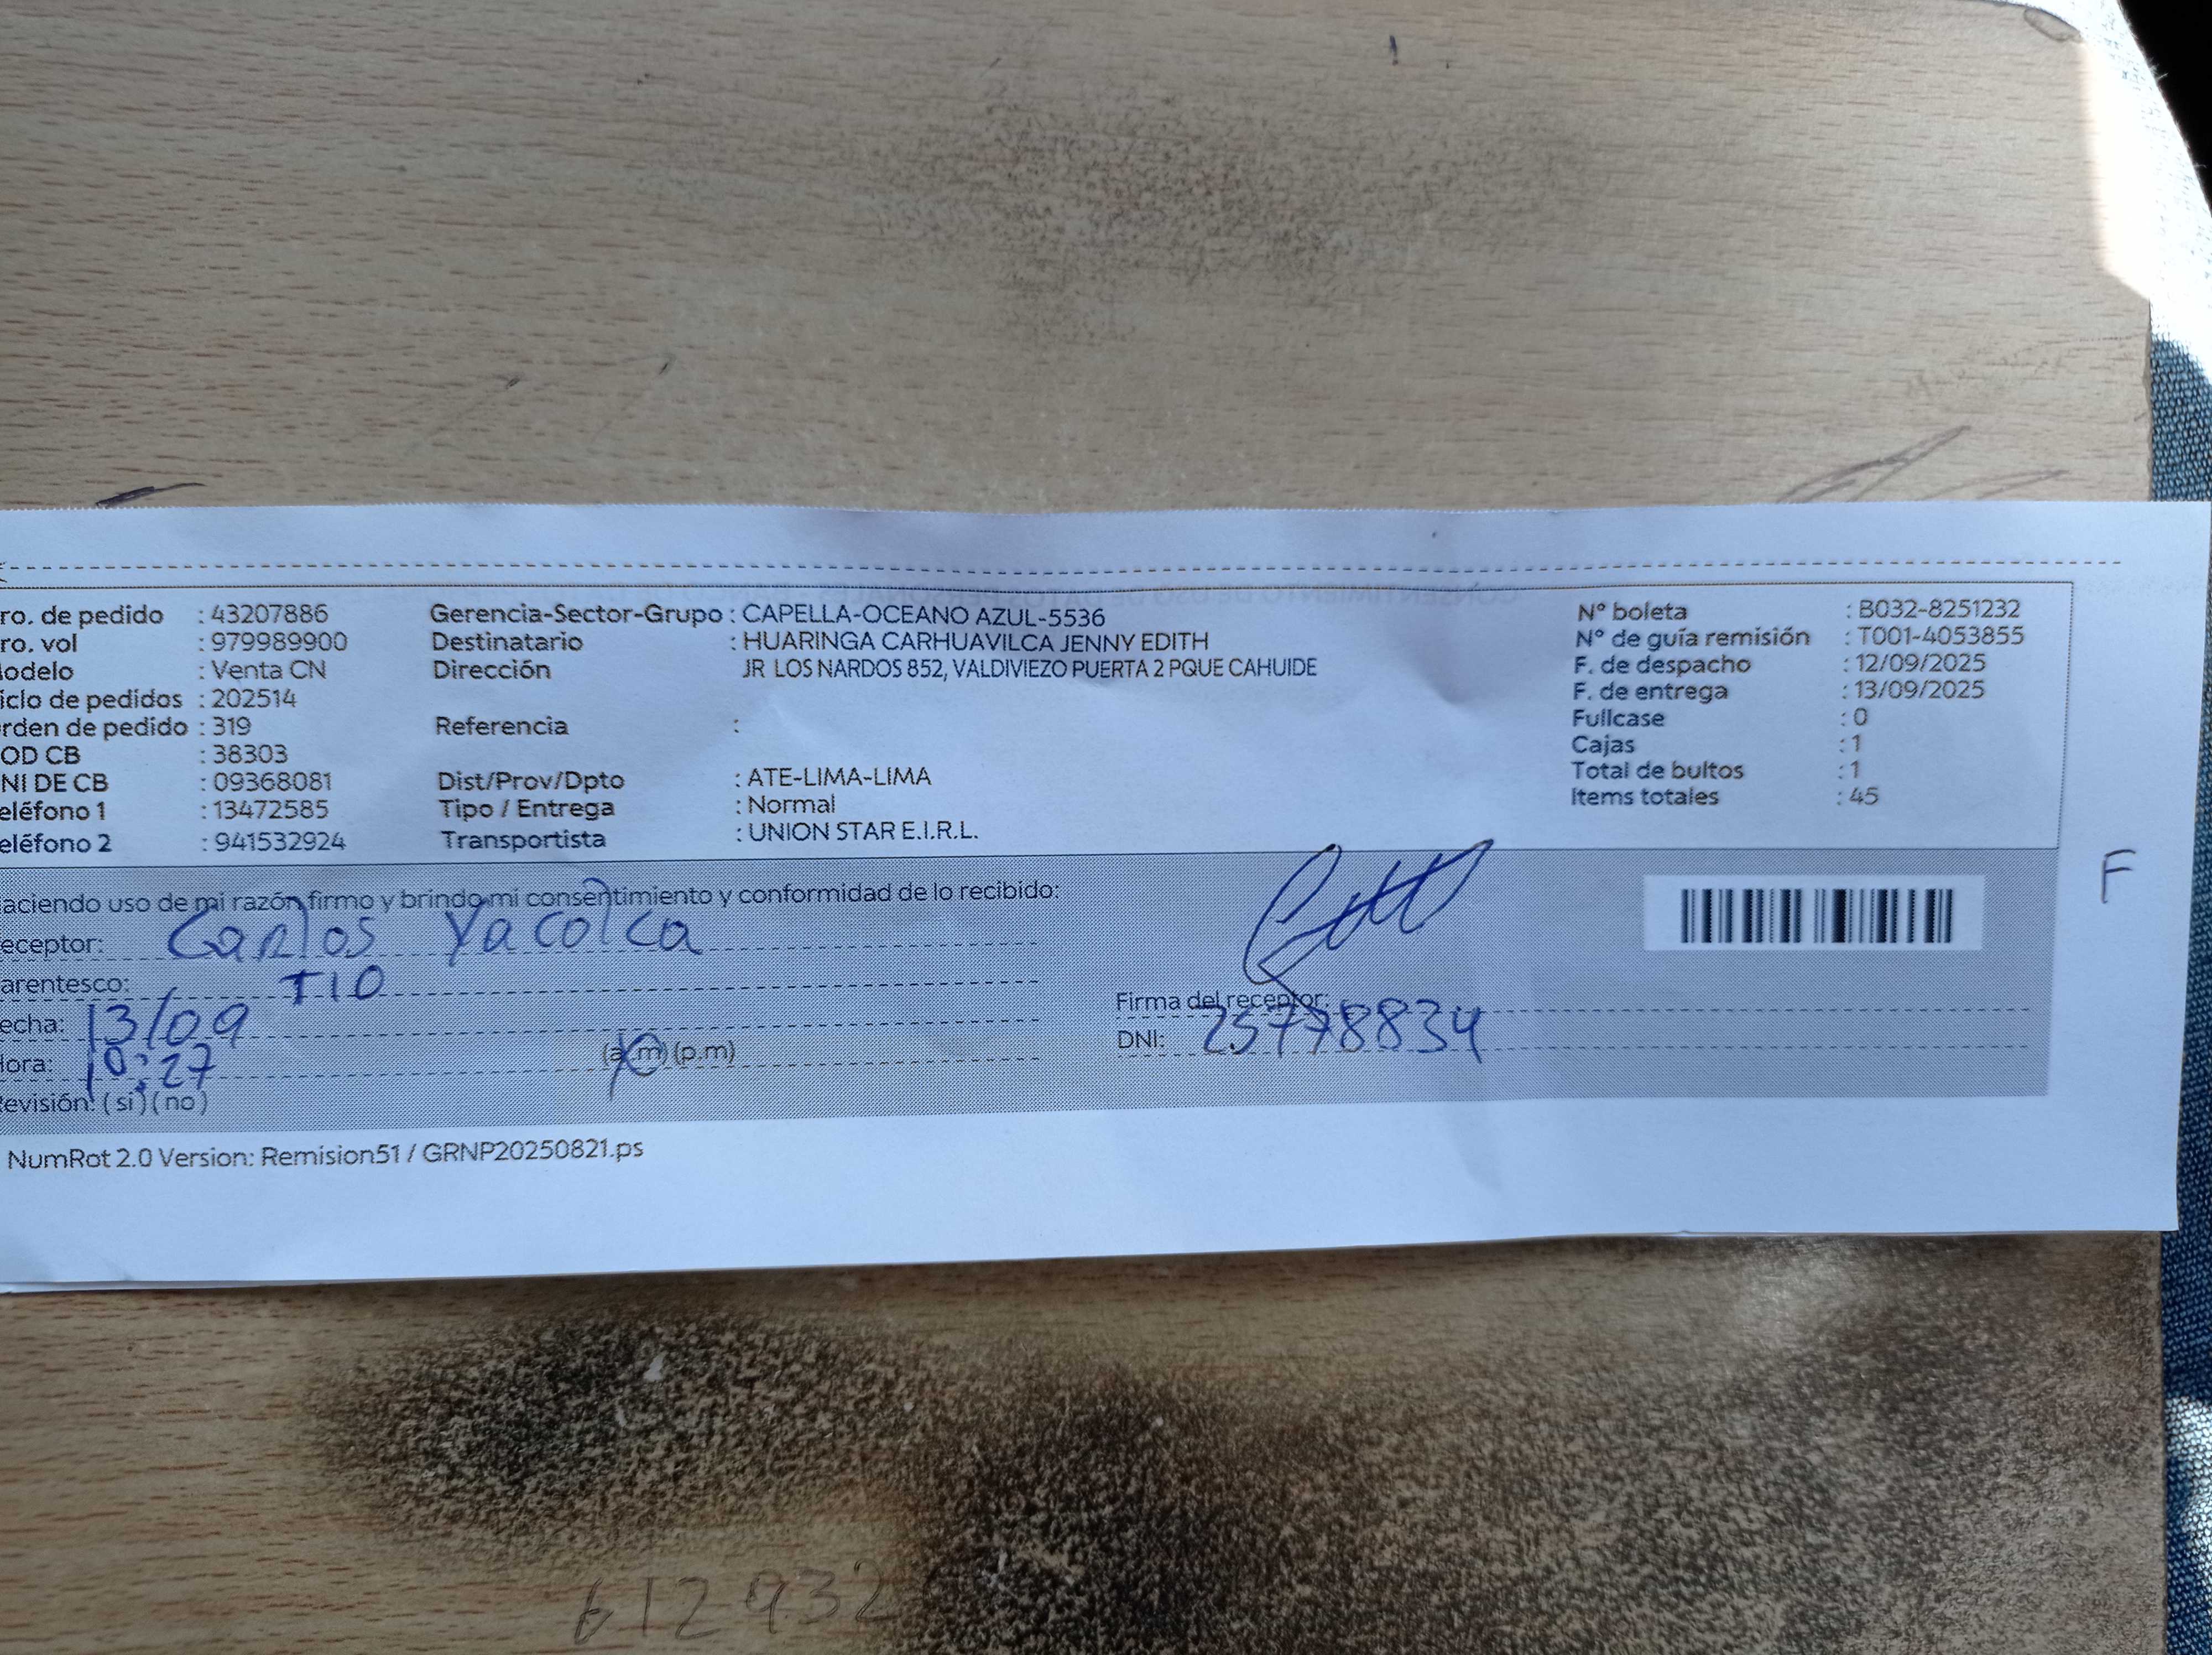 ro. de pedido : 43207886 Gerencia-Sector-Grupo : CAPELLA-OCEANO AZUL-5536 N° boleta : B032-8251232
ro. vol : 979989900 Destinatario : HUARINGA CARHUAVILCA JENNY EDITH N° de guía remisión : T001-4053855
odelo : Venta CN Dirección JR LOS NARDOS 852, VALDIVIEZO PUERTA 2 PQUE CAHUIDE F. de despacho : 12/09/2025
iclo de pedidos : 202514 F. de entrega : 13/09/2025
rden de pedido : 319 Referencia : Fullcase : 0
OD CB : 38303 Cajas : 1
NI DE CB : 09368081 Dist/Prov/Dpto : ATE-LIMA-LIMA Total de bultos : 1
eléfono 1 : 13472585 Tipo / Entrega : Normal Items totales : 45
eléfono 2 : 941532924 Transportista : UNION STAR E.I.R.L.
F
aciendo uso de mi razón firmo y brindo mi consentimiento y conformidad de lo recibido:
eceptor: Carlos Yacolca
arentesco: TIO
Firma del receptor:
echa: 13/09
DNI: 25778834
ora: 10:27 (a.m) (p.m)
evisión: (si) (no)
NumRot 2.0 Version: Remision51 / GRNP20250821.ps
612932